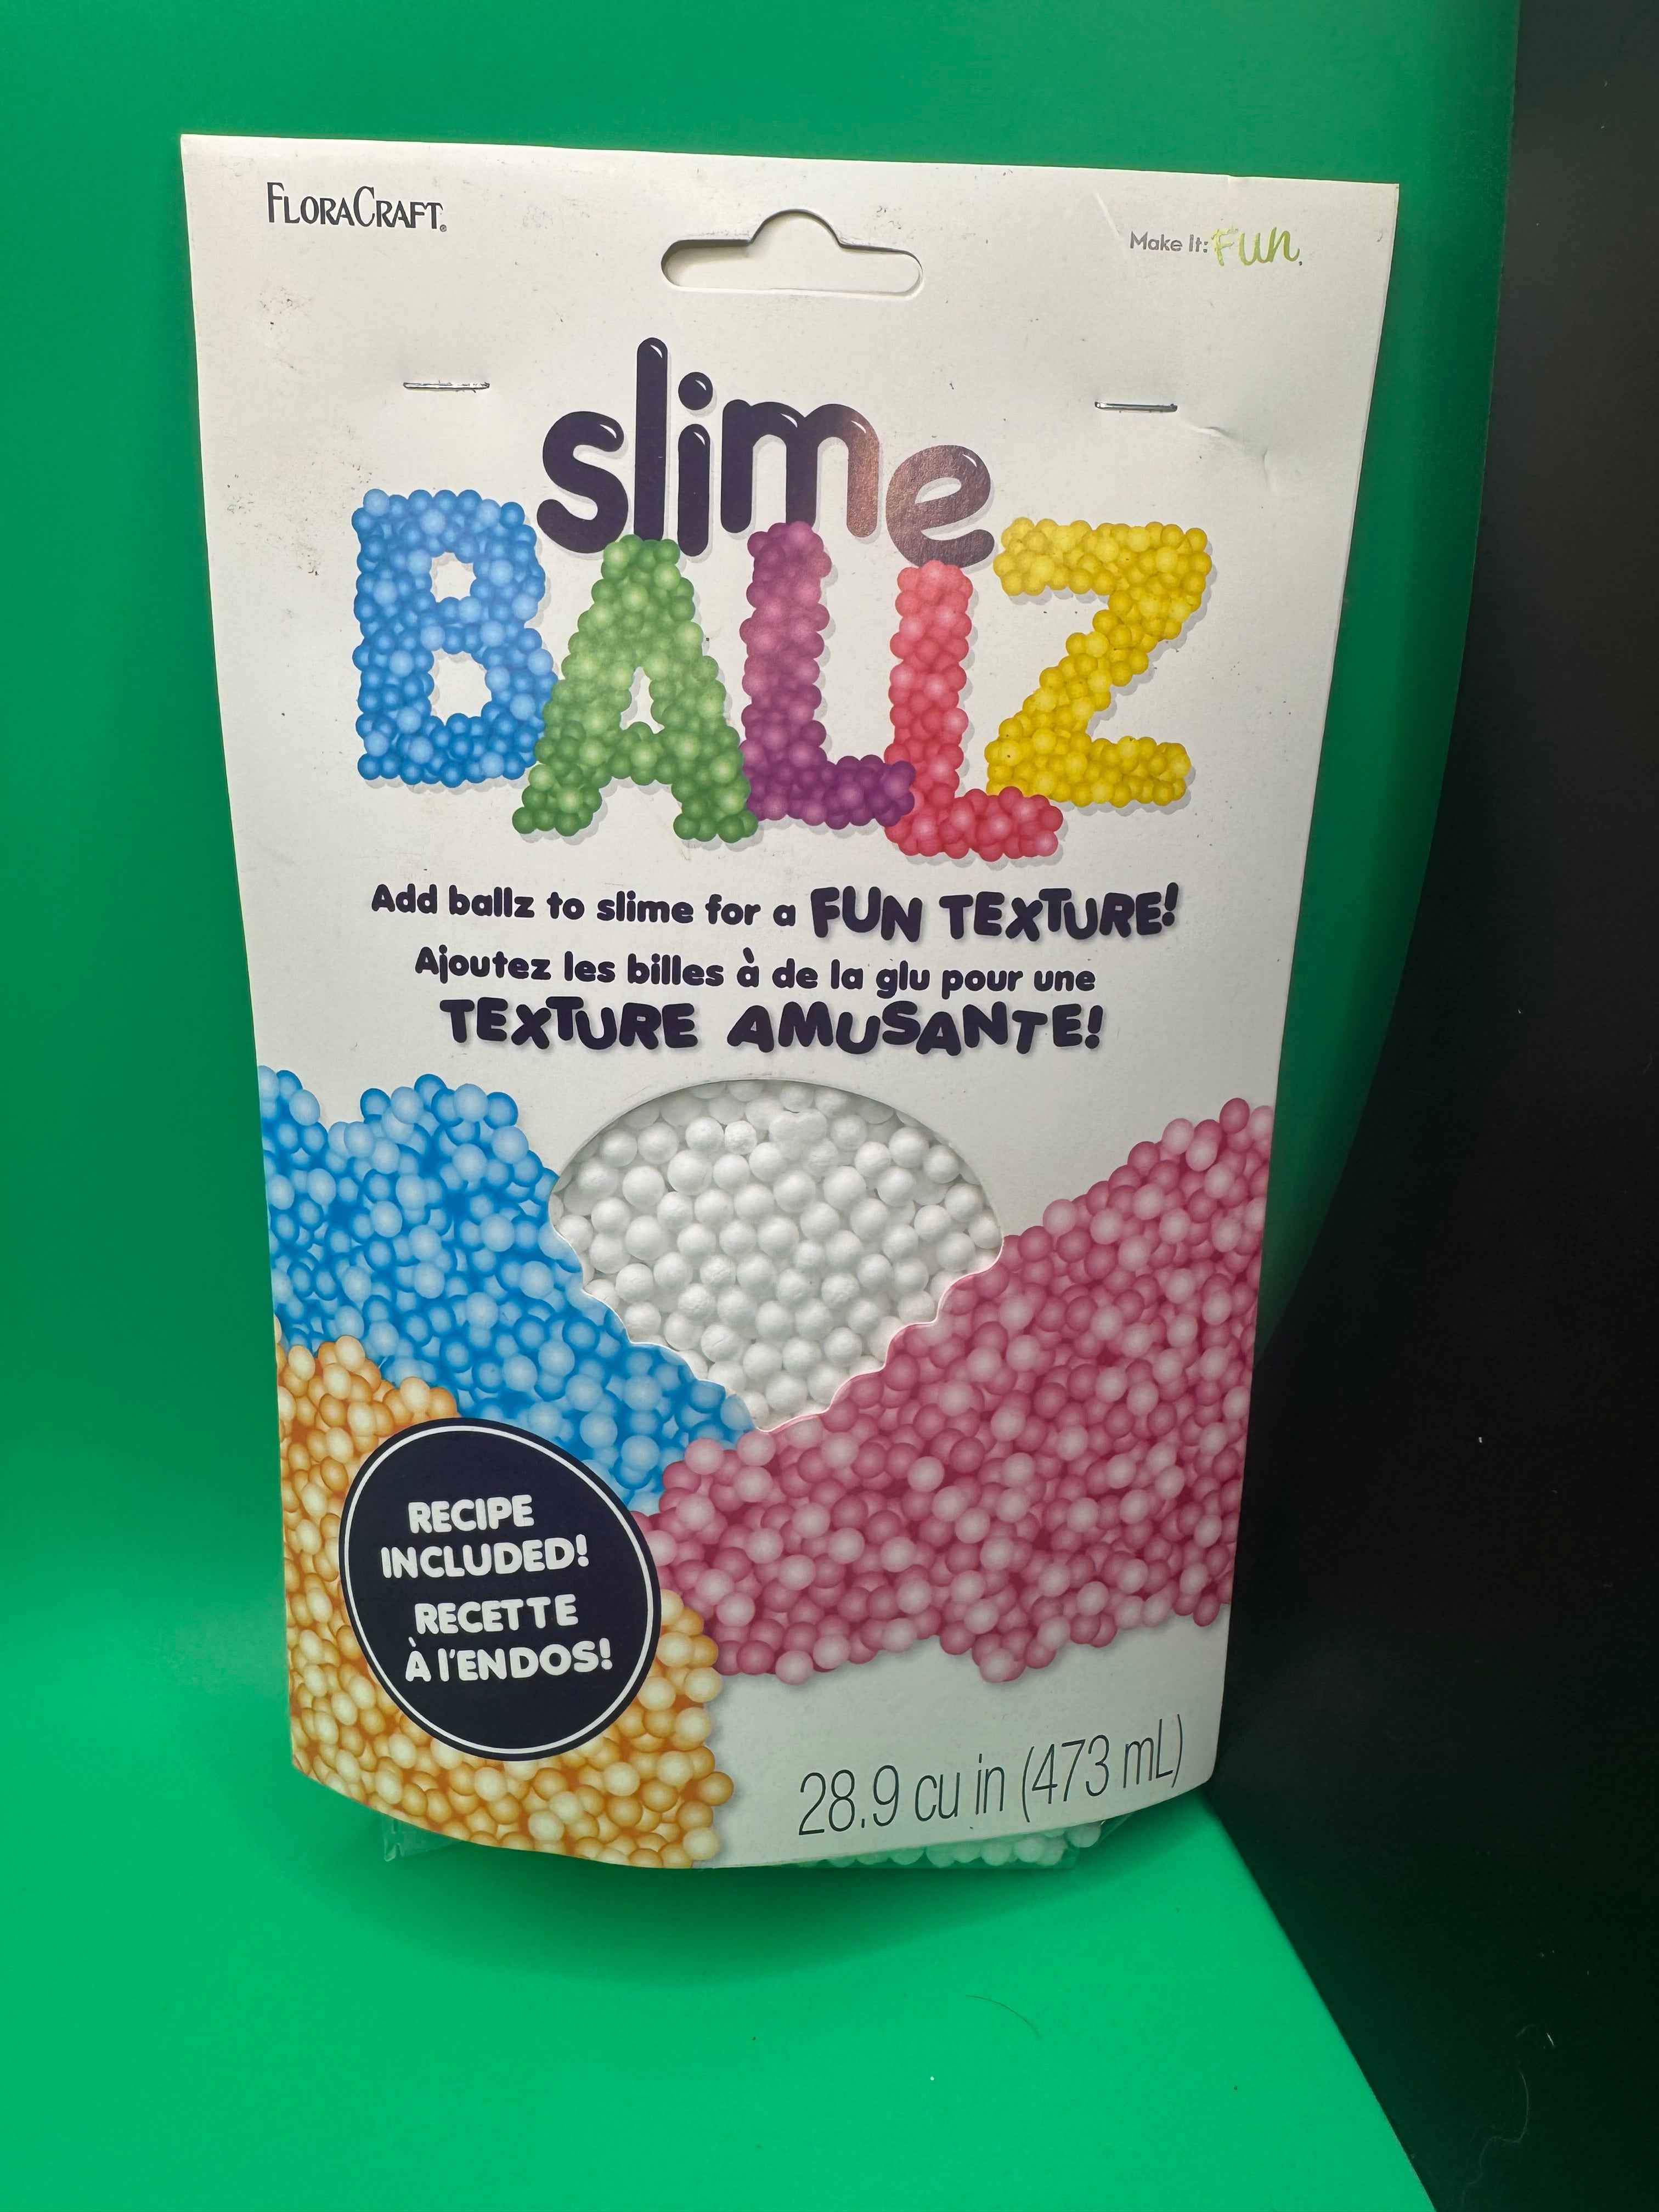 FLORACRAFT®
Make It: Fun.
slime
BALLZ
Add ballz to slime for a FUN TEXTURE!
Ajoutez les billes à de la glu pour une
TEXTURE AMUSANTE!
RECIPE
INCLUDED!
RECETTE
À l'ENDOS!
28.9 cu in (473 mL)